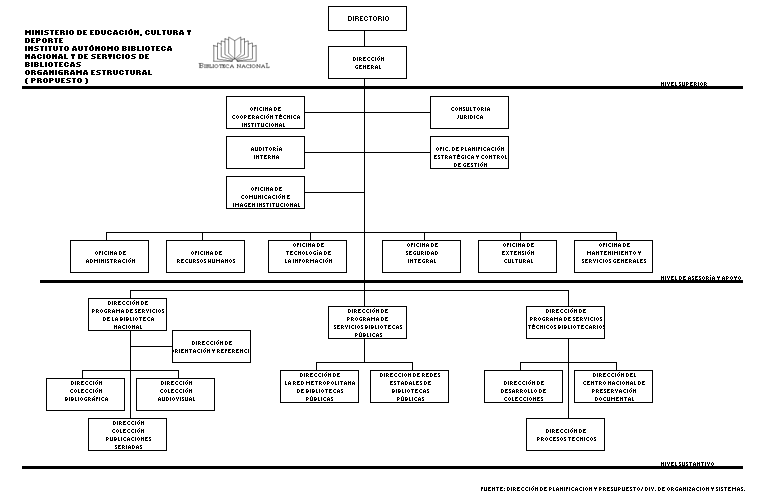 MINISTERIO DE EDUCACIÓN, CULTURA Y
DEPORTE
INSTITUTO AUTÓNOMO BIBLIOTECA
NACIONAL Y DE SERVICIOS DE
BIBLIOTECAS
ORGANIGRAMA ESTRUCTURAL
( PROPUESTO )
BIBLIOTECA NACIONAL
DIRECTORIO
DIRECCIÓN
GENERAL
NIVEL SUPERIOR
OFICINA DE
COOPERACIÓN TÉCNICA
INSTITUCIONAL
CONSULTORIA
JURIDICA
AUDITORÍA
INTERNA
OFIC. DE PLANIFICACIÓN
ESTRATÉGICA Y CONTROL
DE GESTIÓN
OFICINA DE
COMUNICACIÓN E
IMAGEN INSTITUCIONAL
OFICINA DE
ADMINISTRACIÓN
OFICINA DE
RECURSOS HUMANOS
OFICINA DE
TECNOLOGÍA DE
LA INFORMACIÓN
OFICINA DE
SEGURIDAD
INTEGRAL
OFICINA DE
EXTENSIÓN
CULTURAL
OFICINA DE
MANTENIMIENTO Y
SERVICIOS GENERALES
NIVEL DE ASESORÍA Y APOYO
DIRECCIÓN DE
PROGRAMA DE SERVICIOS
DE LA BIBLIOTECA
NACIONAL
DIRECCIÓN DE
PROGRAMA DE
SERVICIOS BIBLIOTECAS
PÚBLICAS
DIRECCIÓN DE
PROGRAMA DE SERVICIOS
TÉCNICOS BIBLIOTECARIOS
DIRECCIÓN DE
ORIENTACIÓN Y REFERENCI
DIRECCIÓN
COLECCIÓN
BIBLIOGRÁFICA
DIRECCIÓN
COLECCIÓN
AUDIOVISUAL
DIRECCIÓN DE
LA RED METROPOLITANA
DE BIBLIOTECAS
PÚBLICAS
DIRECCION DE REDES
ESTADALES DE
BIBLIOTECAS
PÚBLICAS
DIRECCIÓN DE
DESARROLLO DE
COLECCIONES
DIRECCIÓN DEL
CENTRO NACIONAL DE
PRESERVACIÓN
DOCUMENTAL
DIRECCIÓN
COLECCIÓN
PUBLICACIONES
SERIADAS
DIRECCIÓN DE
PROCESOS TÉCNICOS
NIVEL SUSTANTIVO
FUENTE: DIRECCIÓN DE PLANIFICACION Y PRESUPUESTO / DIV. DE ORGANIZACION Y SISTEMAS.